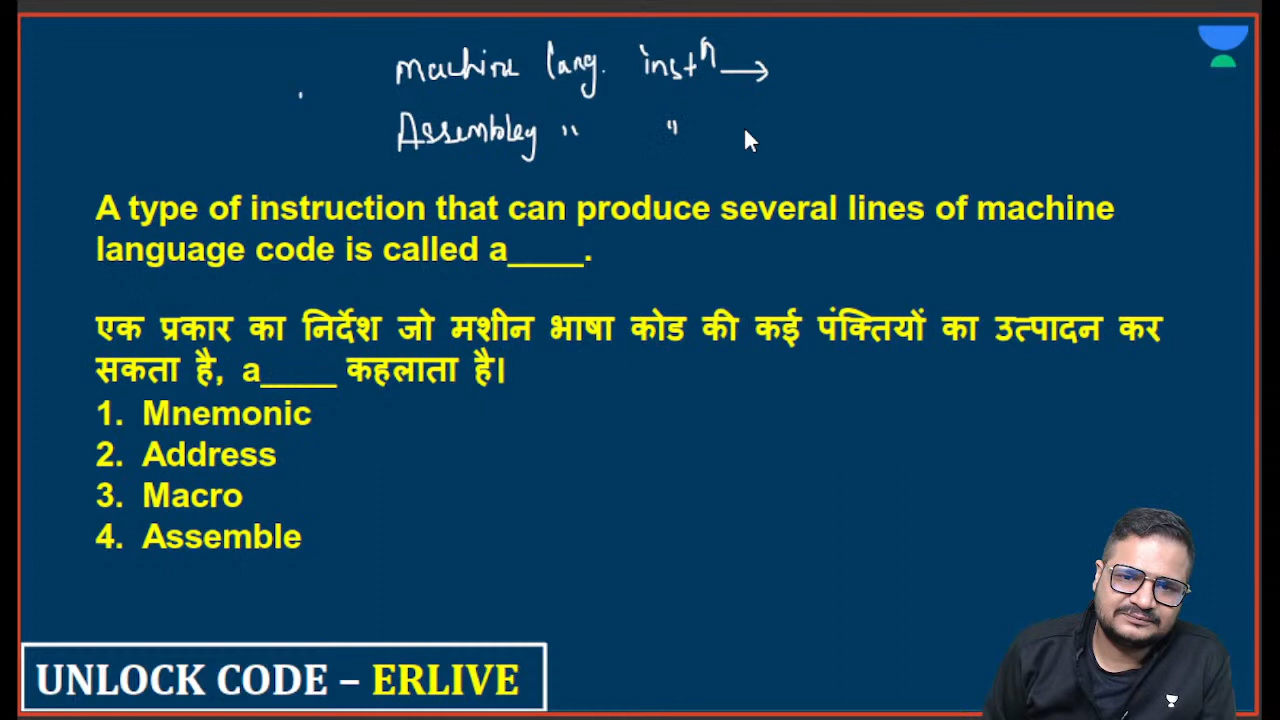 Machine lang. instⁿ →
Assembley " "
A type of instruction that can produce several lines of machine
language code is called a____.
एक प्रकार का निर्देश जो मशीन भाषा कोड की कई पंक्तियों का उत्पादन कर
सकता है, a____ कहलाता है।
1. Mnemonic
2. Address
3. Macro
4. Assemble
UNLOCK CODE – ERLIVE